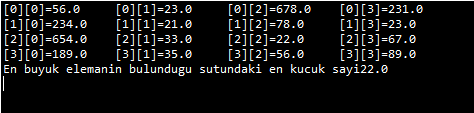 [0][0]=56.0 [0][1]=23.0 [0][2]=678.0 [0][3]=231.0
[1][0]=234.0 [1][1]=21.0 [1][2]=78.0 [1][3]=23.0
[2][0]=654.0 [2][1]=33.0 [2][2]=22.0 [2][3]=67.0
[3][0]=189.0 [3][1]=35.0 [3][2]=56.0 [3][3]=89.0
En buyuk elemanin bulundugu sutundaki en kucuk sayi22.0